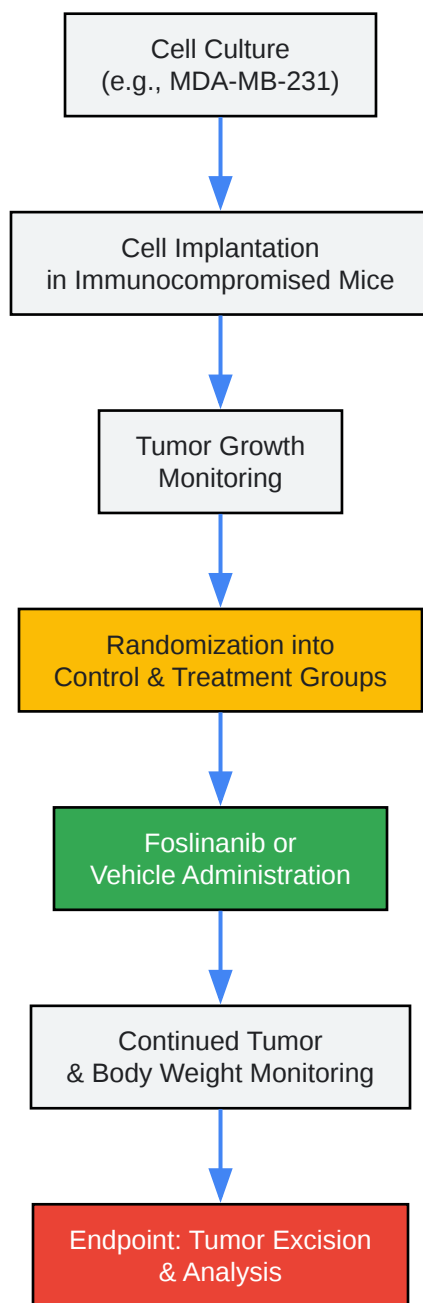 Cell Culture
(e.g., MDA-MB-231)
Cell Implantation
in Immunocompromised Mice
Tumor Growth
Monitoring
Randomization into
Control & Treatment Groups
Foslinanib or
Vehicle Administration
Continued Tumor
& Body Weight Monitoring
Endpoint: Tumor Excision
& Analysis